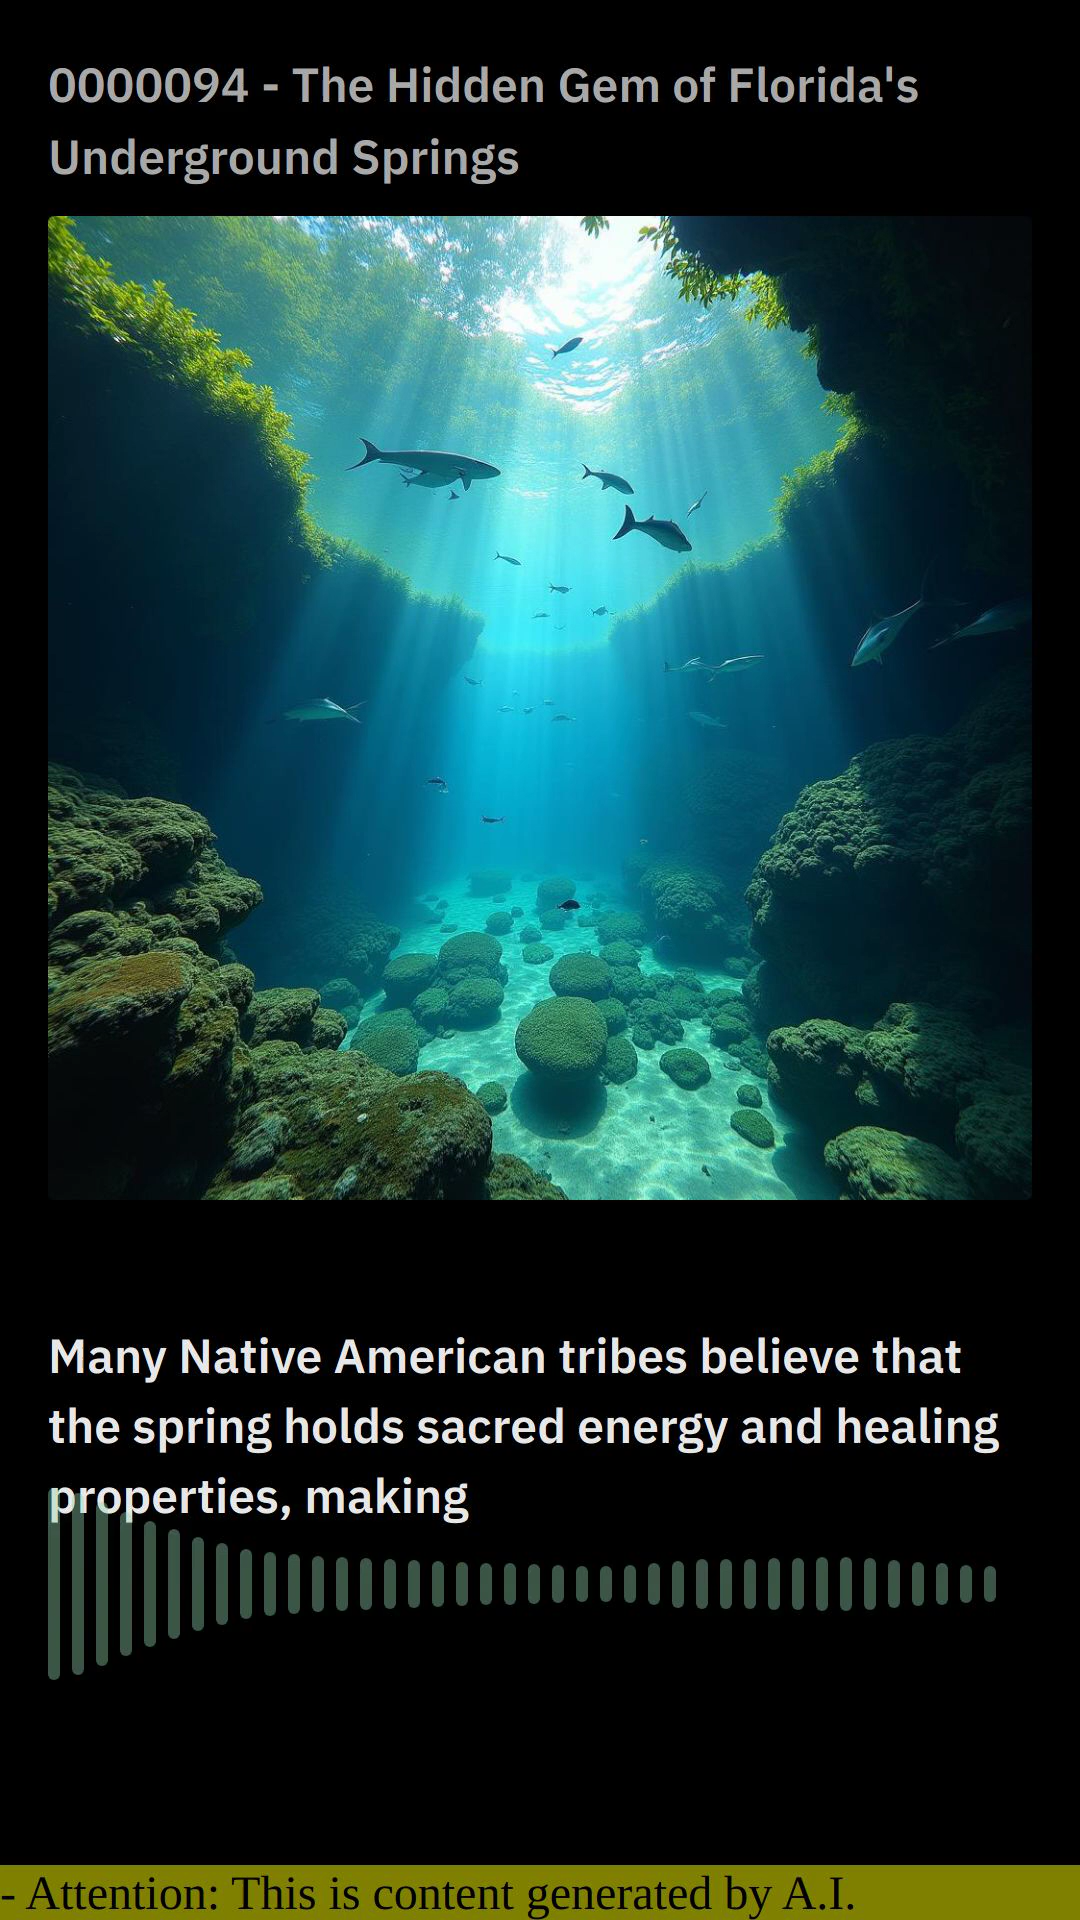 0000094 - The Hidden Gem of Florida's
Underground Springs
Many Native American tribes believe that
the spring holds sacred energy and healing
properties, making
- Attention: This is content generated by A.I.